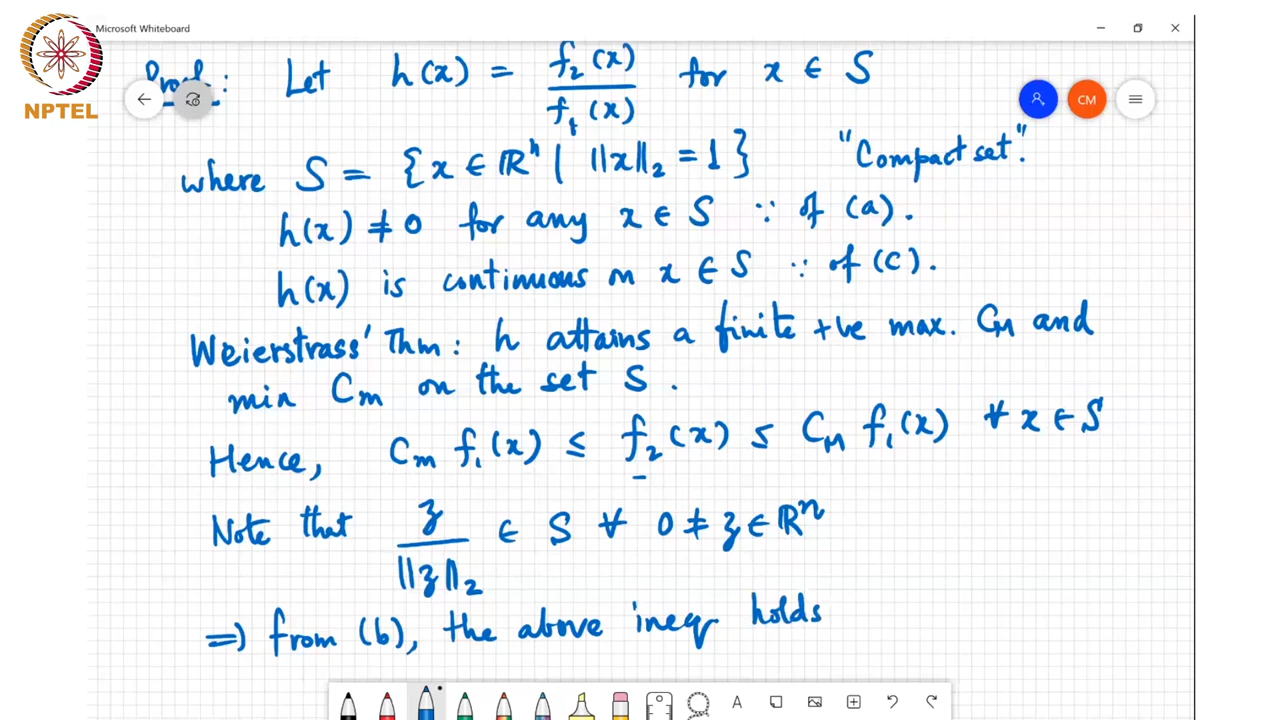 Microsoft Whiteboard
NPTEL
CM
Proof: Let h(x) = f₂(x) / f₁(x) for x ∈ S
where S = {x ∈ ℝⁿ | ||x||₂ = 1} "Compact set".
h(x) ≠ 0 for any x ∈ S ∵ of (a).
h(x) is continuous on x ∈ S ∵ of (c).
Weierstrass' Thm: h attains a finite +ve max. C_M and
min C_m on the set S.
Hence, C_m f₁(x) ≤ f₂(x) ≤ C_M f₁(x) ∀ x ∈ S
Note that z / ||z||₂ ∈ S ∀ 0 ≠ z ∈ ℝⁿ
⇒ from (b), the above ineq holds
A